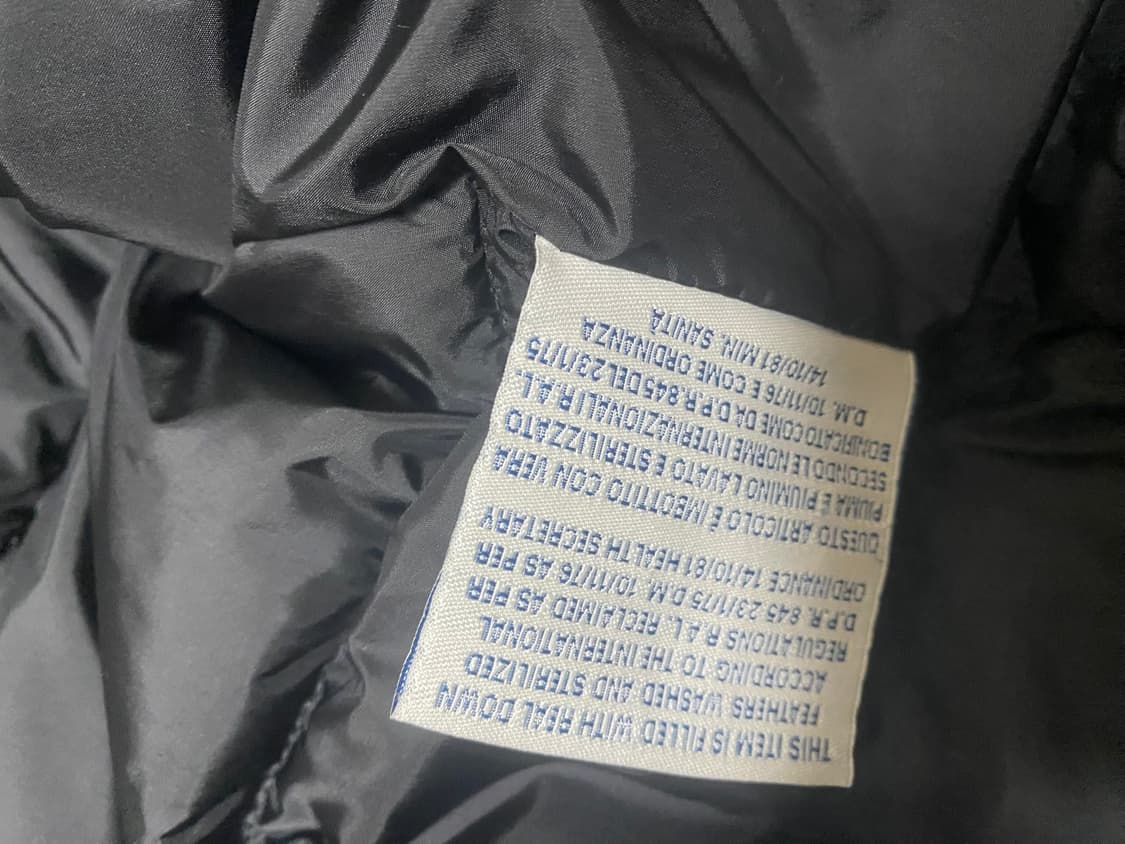 THIS ITEM IS FILLED WITH REAL DOWN
FEATHERS WASHED AND STERILIZED
ACCORDING TO THE INTERNATIONAL
REGULATIONS R.A.L. RECLAIMED AS PER
D.P.R. 845 23/1/75 D.M. 10/11/76 AS PER
ORDINANCE 14/10/81 HEALTH SECRETARY
QUESTO ARTICOLO É IMBOTTITO CON VERA
PIUMA E PIUMINO LAVATO E STERILIZZATO
SECONDO LE NORME INTERNAZIONALI R.A.L.
BONIFICATO COME DA D.P.R. 845 DEL 23/1/75
D.M. 10/11/76 E COME ORDINANZA
14/10/81 MIN. SANITÀ